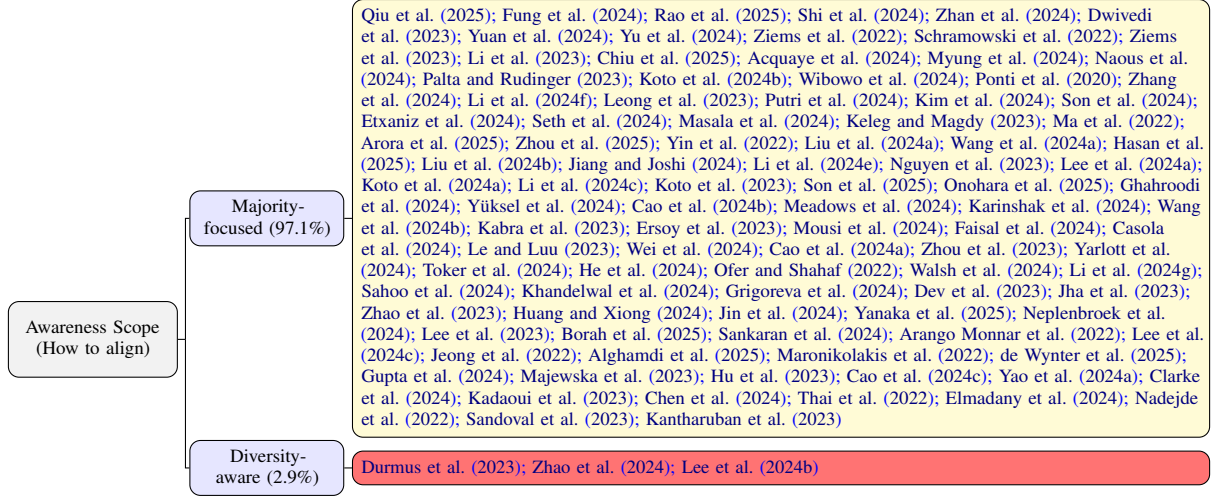 Qiu et al. (2025); Fung et al. (2024); Rao et al. (2025); Shi et al. (2024); Zhan et al. (2024); Dwivedi
et al. (2023); Yuan et al. (2024); Yu et al. (2024); Ziems et al. (2022); Schramowski et al. (2022); Ziems
et al. (2023); Li et al. (2023); Chiu et al. (2025); Acquaye et al. (2024); Myung et al. (2024); Naous et al.
(2024); Palta and Rudinger (2023); Koto et al. (2024b); Wibowo et al. (2024); Ponti et al. (2020); Zhang
et al. (2024); Li et al. (2024f); Leong et al. (2023); Putri et al. (2024); Kim et al. (2024); Son et al. (2024);
Etxaniz et al. (2024); Seth et al. (2024); Masala et al. (2024); Keleg and Magdy (2023); Ma et al. (2022);
Arora et al. (2025); Zhou et al. (2025); Yin et al. (2022); Liu et al. (2024a); Wang et al. (2024a); Hasan et al.
(2025); Liu et al. (2024b); Jiang and Joshi (2024); Li et al. (2024e); Nguyen et al. (2023); Lee et al. (2024a);
Koto et al. (2024a); Li et al. (2024c); Koto et al. (2023); Son et al. (2025); Onohara et al. (2025); Ghahroodi
et al. (2024); Yüksel et al. (2024); Cao et al. (2024b); Meadows et al. (2024); Karinshak et al. (2024); Wang
et al. (2024b); Kabra et al. (2023); Ersoy et al. (2023); Mousi et al. (2024); Faisal et al. (2024); Casola
et al. (2024); Le and Luu (2023); Wei et al. (2024); Cao et al. (2024a); Zhou et al. (2023); Yarlott et al.
(2024); Toker et al. (2024); He et al. (2024); Ofer and Shahaf (2022); Walsh et al. (2024); Li et al. (2024g);
Sahoo et al. (2024); Khandelwal et al. (2024); Grigoreva et al. (2024); Dev et al. (2023); Jha et al. (2023);
Zhao et al. (2023); Huang and Xiong (2024); Jin et al. (2024); Yanaka et al. (2025); Neplenbroek et al.
(2024); Lee et al. (2023); Borah et al. (2025); Sankaran et al. (2024); Arango Monnar et al. (2022); Lee et al.
(2024c); Jeong et al. (2022); Alghamdi et al. (2025); Maronikolakis et al. (2022); de Wynter et al. (2025);
Gupta et al. (2024); Majewska et al. (2023); Hu et al. (2023); Cao et al. (2024c); Yao et al. (2024a); Clarke
et al. (2024); Kadaoui et al. (2023); Chen et al. (2024); Thai et al. (2022); Elmadany et al. (2024); Nadejde
et al. (2022); Sandoval et al. (2023); Kantharuban et al. (2023)
Majority-
focused (97.1%)
Awareness Scope
(How to align)
Diversity-
aware (2.9%)
Durmus et al. (2023); Zhao et al. (2024); Lee et al. (2024b)